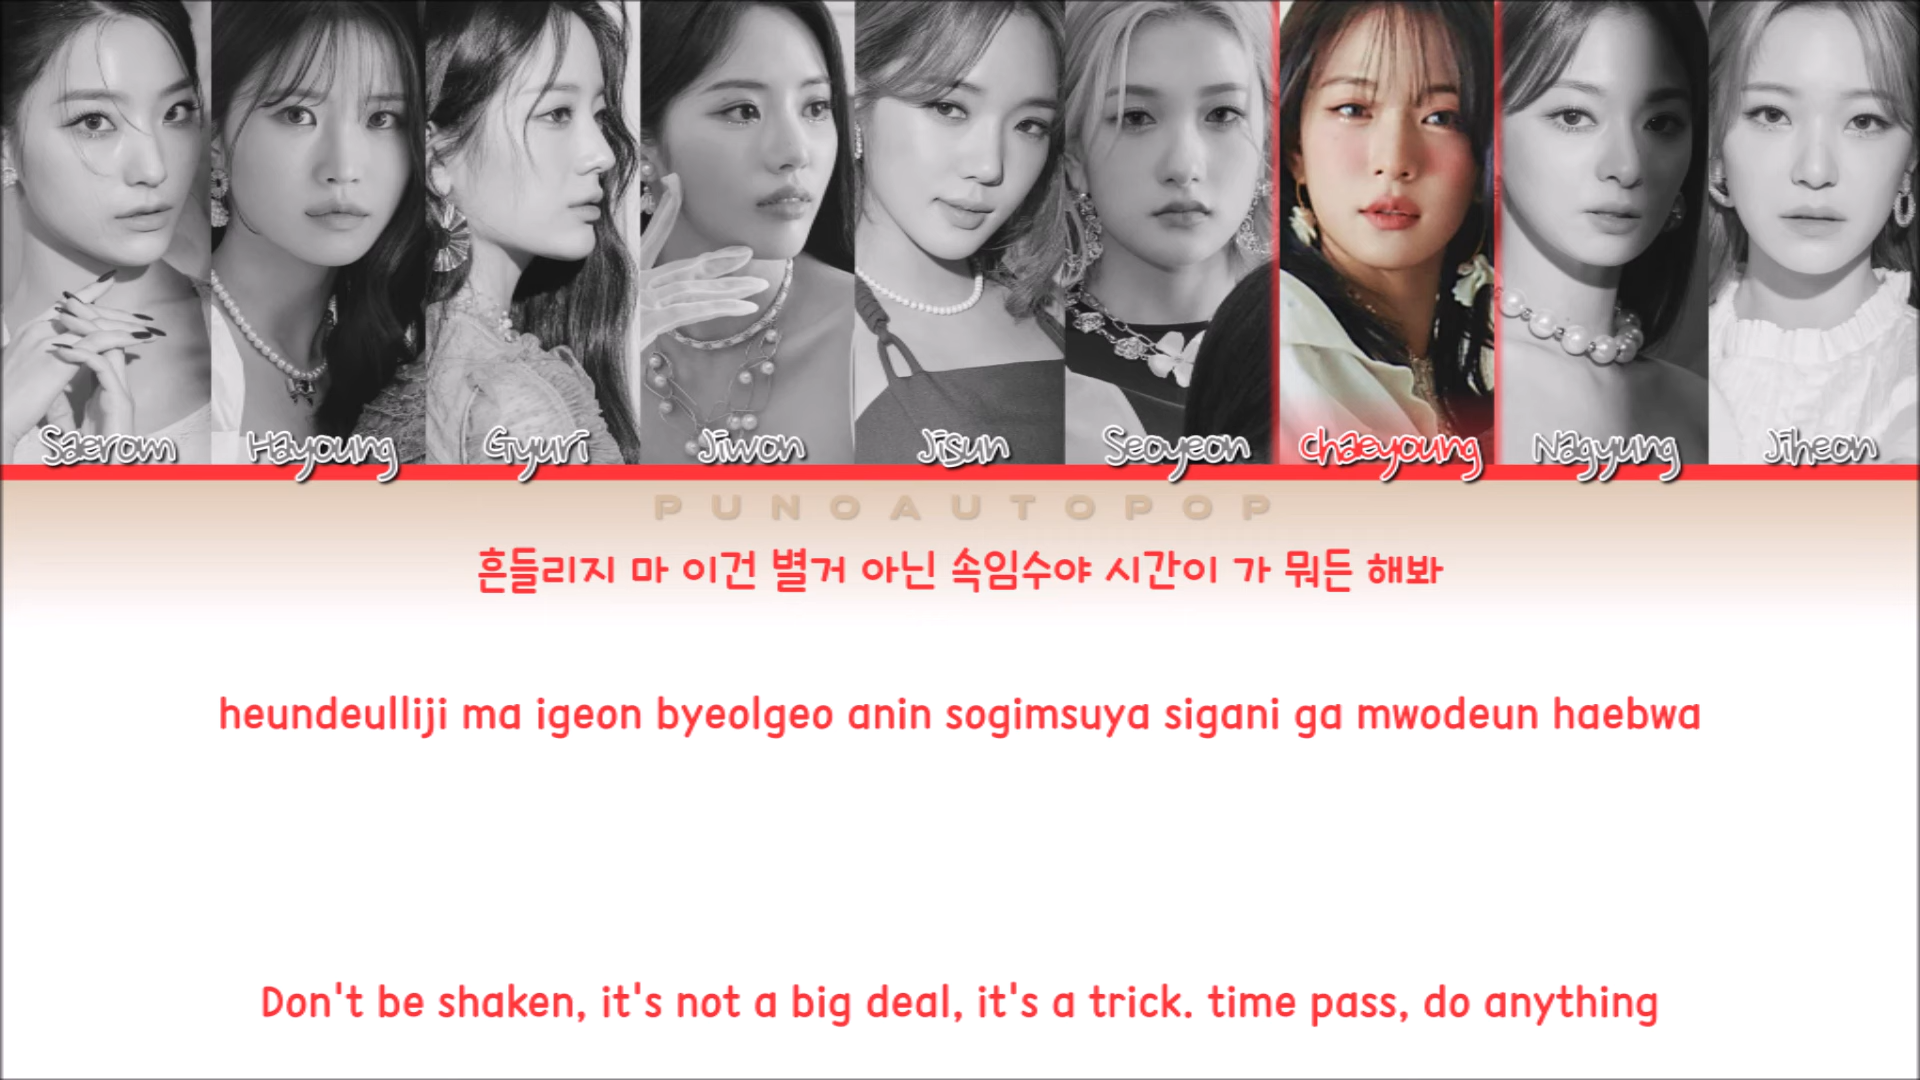 Saerom Hayoung Gyuri Jiwon Jisun Seoyeon Chaeyoung Nagyung Jiheon
PUNOAUTOPOP
흔들리지 마 이건 별거 아닌 속임수야 시간이 가 뭐든 해봐
heundeulliji ma igeon byeolgeo anin sogimsuya sigani ga mwodeun haebwa
Don't be shaken, it's not a big deal, it's a trick. time pass, do anything